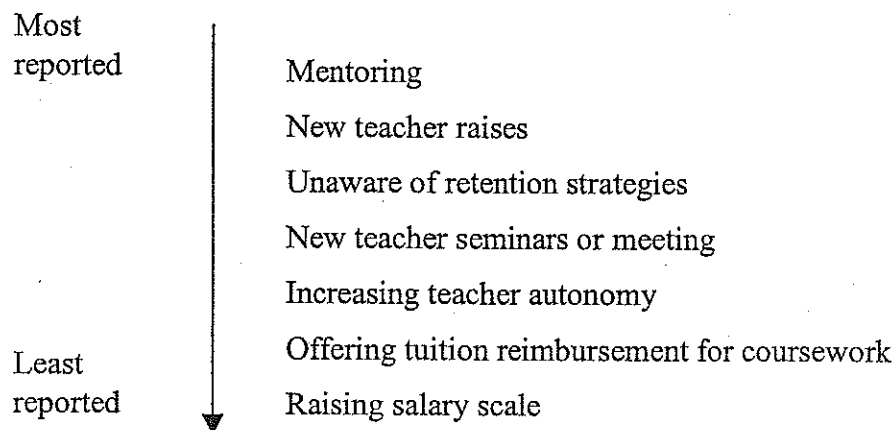 Most
reported
Mentoring
New teacher raises
Unaware of retention strategies
New teacher seminars or meeting
Increasing teacher autonomy
Offering tuition reimbursement for coursework
Least
reported
Raising salary scale